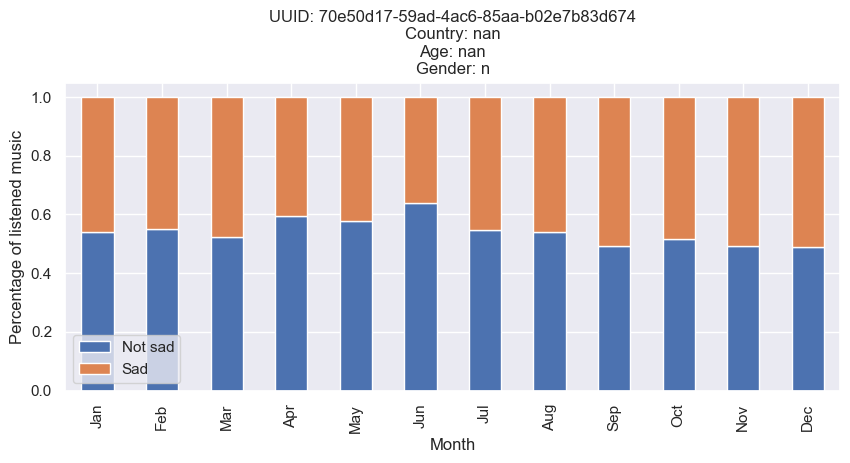 UUID: 70e50d17-59ad-4ac6-85aa-b02e7b83d674
Country: nan
Age: nan
Gender: n
Percentage of listened music
1.0
0.8
0.6
0.4
0.2
0.0
Not sad
Sad
Jan
Feb
Mar
Apr
May
Jun
Jul
Aug
Sep
Oct
Nov
Dec
Month